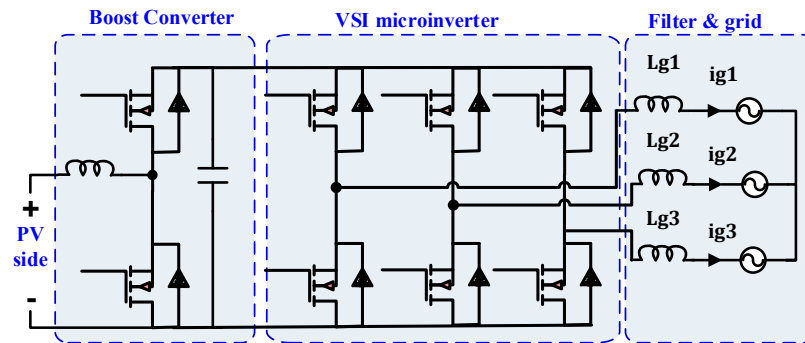 Boost Converter
VSI microinverter
Filter & grid
Lg1
ig1
Lg2
ig2
Lg3
ig3
+
PV
side
-